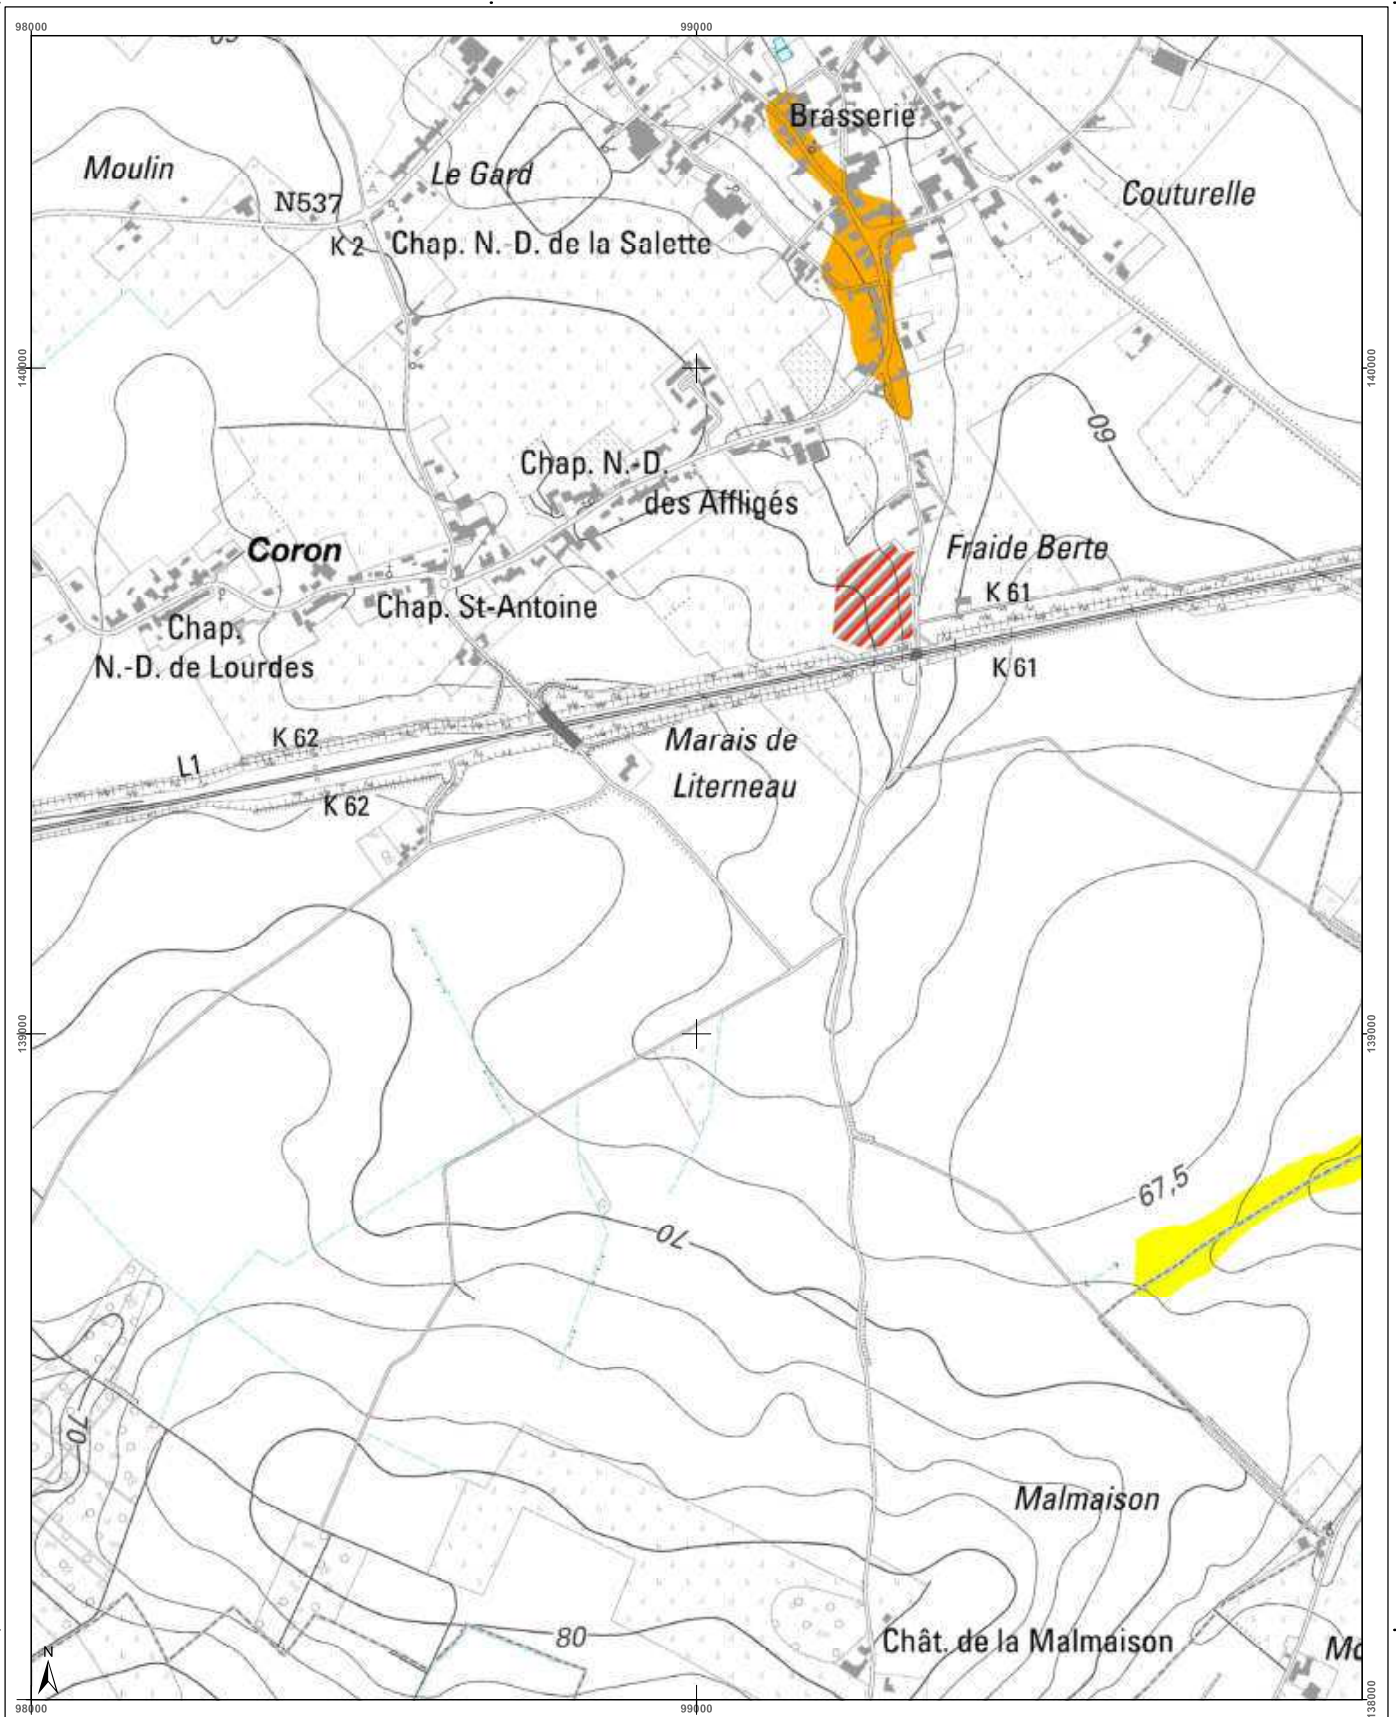 98000
99000
60
Brasserie
Moulin
Le Gard
Couturelle
N537
K 2
Chap. N.-D. de la Salette
140000
140000
60
Chap. N.-D.
des Affligés
Coron
Fraide Berte
K 61
Chap. St-Antoine
Chap.
N.-D. de Lourdes
K 61
K 62
Marais de
Literneau
L1
K 62
139000
139000
67,5
70
70
Malmaison
80
Chât. de la Malmaison
N
98000
99000
138000